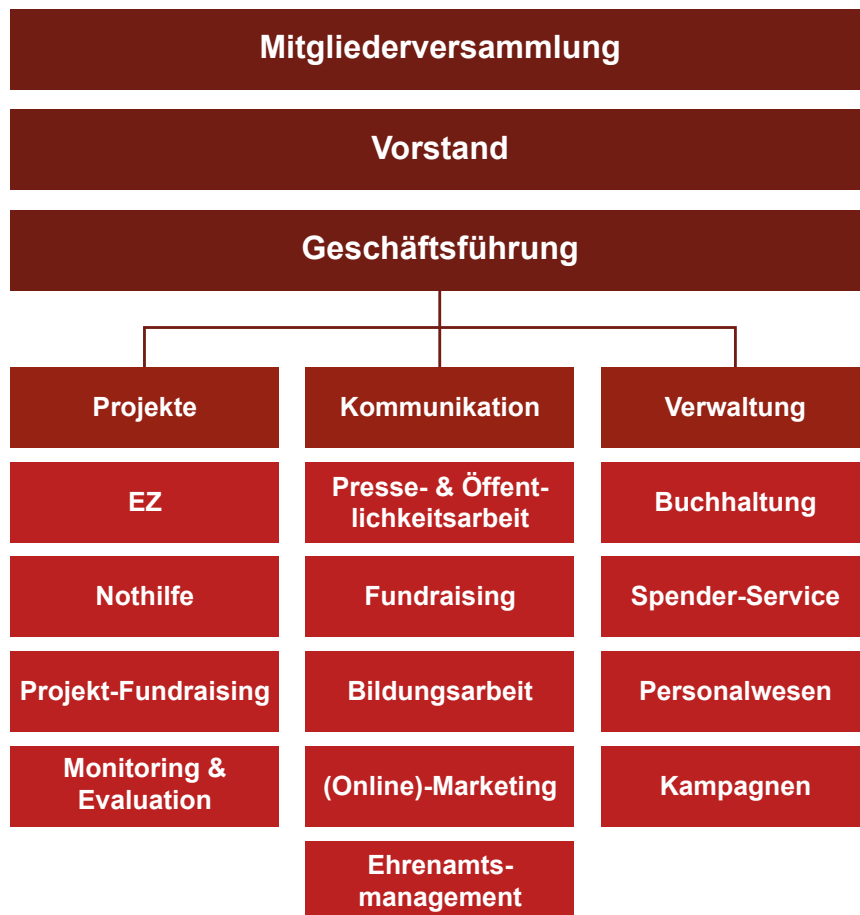 Mitgliederversammlung
Vorstand
Geschäftsführung
Projekte
EZ
Nothilfe
Projekt-Fundraising
Monitoring &
Evaluation
Kommunikation
Presse- & Öffent-
lichkeitsarbeit
Fundraising
Bildungsarbeit
(Online)-Marketing
Ehrenamts-
management
Verwaltung
Buchhaltung
Spender-Service
Personalwesen
Kampagnen